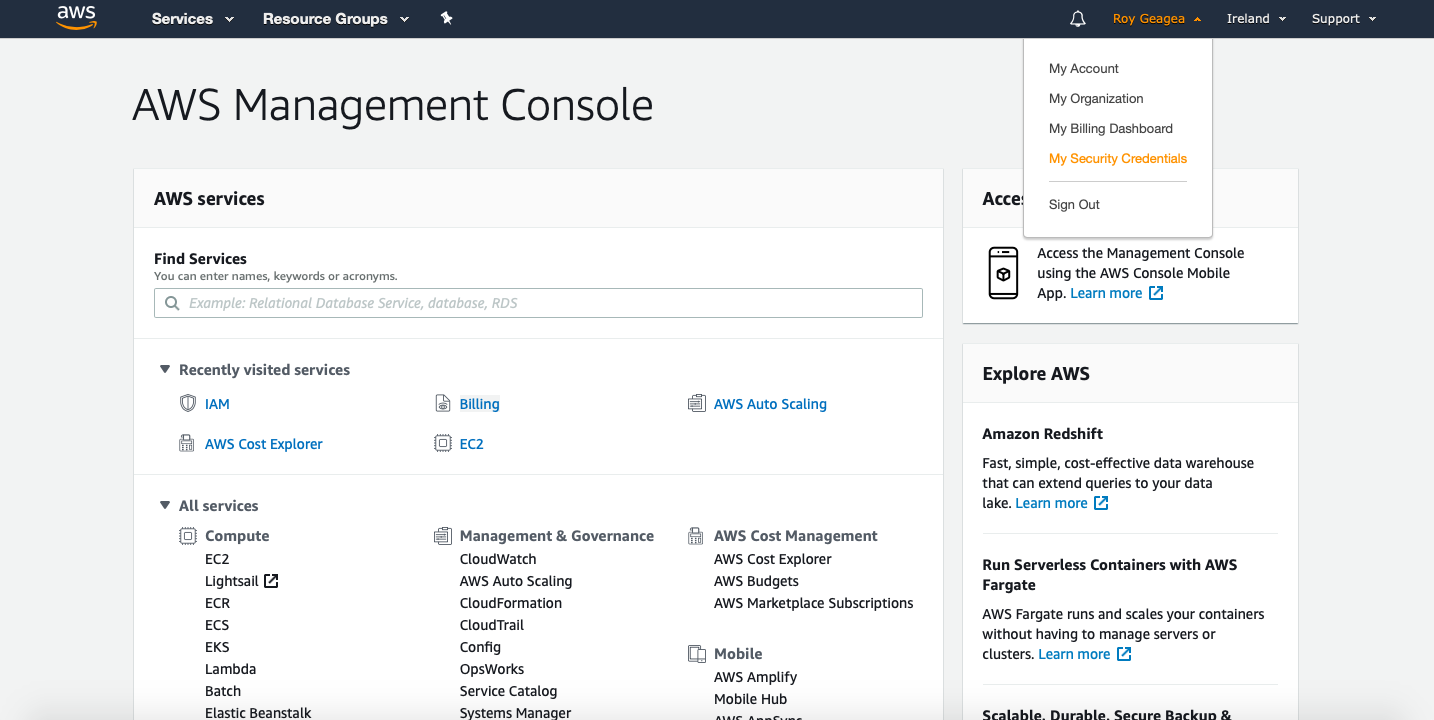 aws Services Resource Groups Roy Geagea Ireland Support
My Account
My Organization
My Billing Dashboard
My Security Credentials
Sign Out
AWS Management Console
AWS services
Find Services
You can enter names, keywords or acronyms.
Example: Relational Database Service, database, RDS
Recently visited services
IAM
Billing
AWS Auto Scaling
AWS Cost Explorer
EC2
All services
Compute
EC2
Lightsail
ECR
ECS
EKS
Lambda
Batch
Elastic Beanstalk
Management & Governance
CloudWatch
AWS Auto Scaling
CloudFormation
CloudTrail
Config
OpsWorks
Service Catalog
Systems Manager
AWS Cost Management
AWS Cost Explorer
AWS Budgets
AWS Marketplace Subscriptions
Mobile
AWS Amplify
Mobile Hub
AWS AppSync
Acce
Access the Management Console
using the AWS Console Mobile
App. Learn more
Explore AWS
Amazon Redshift
Fast, simple, cost-effective data warehouse
that can extend queries to your data
lake. Learn more
Run Serverless Containers with AWS
Fargate
AWS Fargate runs and scales your containers
without having to manage servers or
clusters. Learn more
Scalable, Durable, Secure Backup &